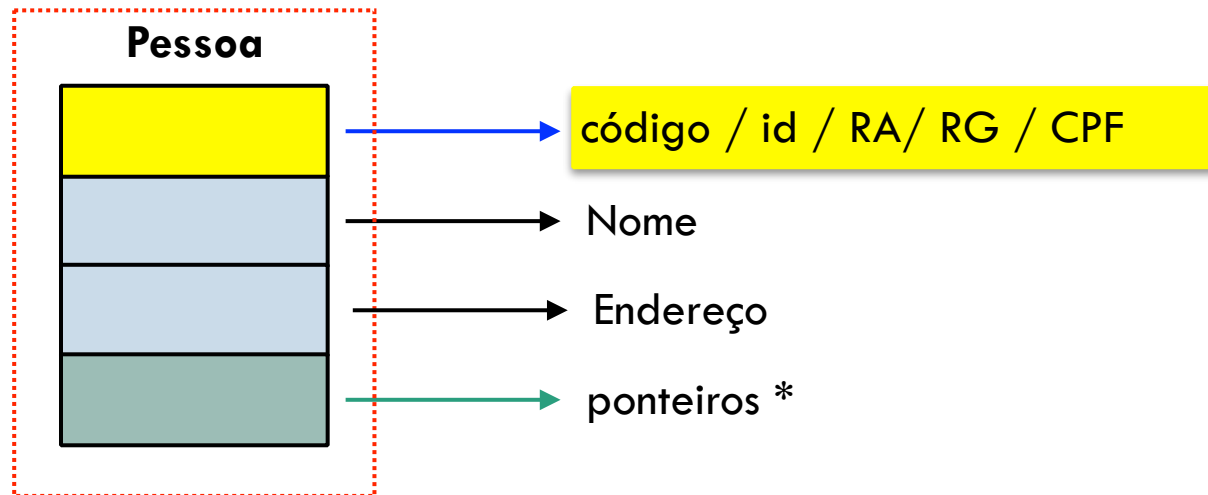 Pessoa
código / id / RA/ RG / CPF
Nome
Endereço
ponteiros *